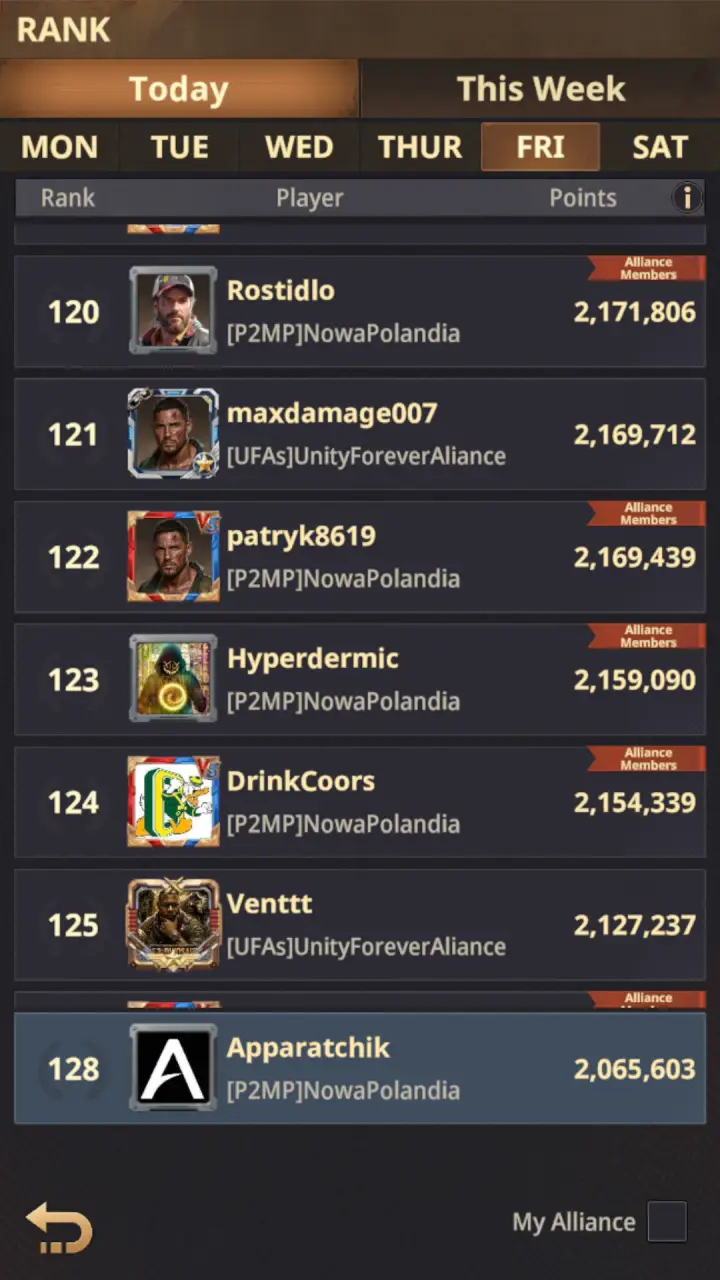 RANK
Today This Week
MON TUE WED THUR FRI SAT
Rank Player Points
Alliance
Members
120 Rostidlo 2,171,806
[P2MP]NowaPolandia
121 maxdamage007 2,169,712
[UFAs]UnityForeverAliance
Alliance
Members
122 patryk8619 2,169,439
[P2MP]NowaPolandia
Alliance
Members
123 Hyperdermic 2,159,090
[P2MP]NowaPolandia
Alliance
Members
124 DrinkCoors 2,154,339
[P2MP]NowaPolandia
125 Venttt 2,127,237
[UFAs]UnityForeverAliance
Alliance
128 Apparatchik 2,065,603
[P2MP]NowaPolandia
My Alliance